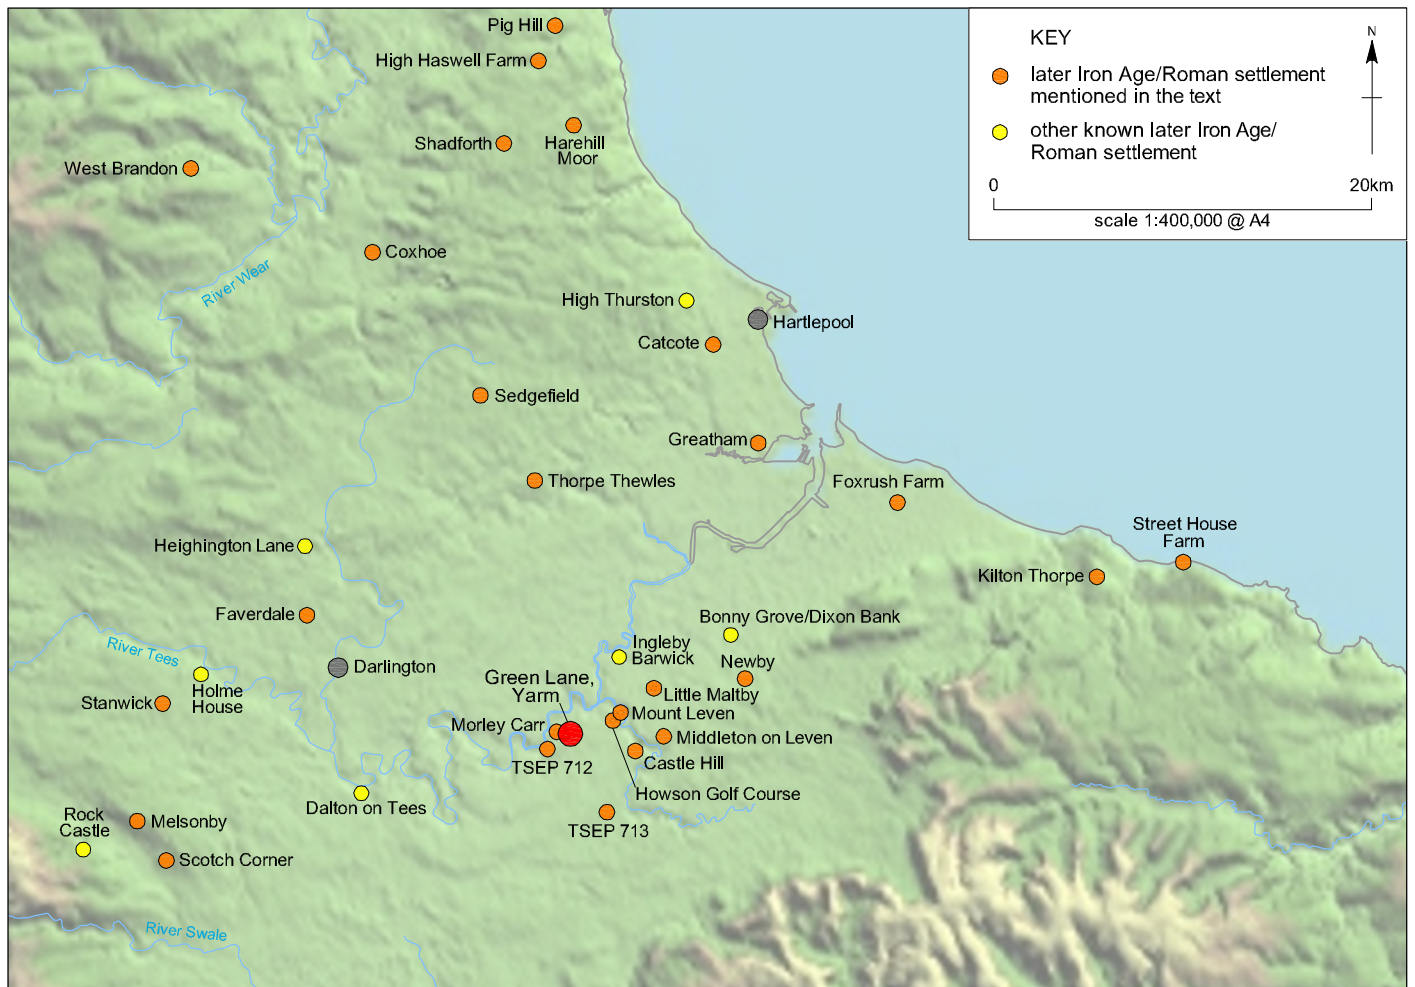 Pig Hill
High Haswell Farm
Shadforth
Harehill
Moor
West Brandon
Coxhoe
River Wear
High Thurston
Hartlepool
Catcote
Sedgefield
Greatham
Thorpe Thewles
Foxrush Farm
Street House
Farm
Kilton Thorpe
Heighington Lane
Faverdale
Bonny Grove/Dixon Bank
Ingleby
Barwick
Newby
River Tees
Darlington
Holme
House
Stanwick
Green Lane,
Yarm
Little Maltby
Mount Leven
Morley Carr
Middleton on Leven
TSEP 712
Castle Hill
Howson Golf Course
Dalton on Tees
TSEP 713
Rock
Castle
Melsonby
Scotch Corner
River Swale
KEY
later Iron Age/Roman settlement
mentioned in the text
other known later Iron Age/
Roman settlement
N
0 20km
scale 1:400,000 @ A4